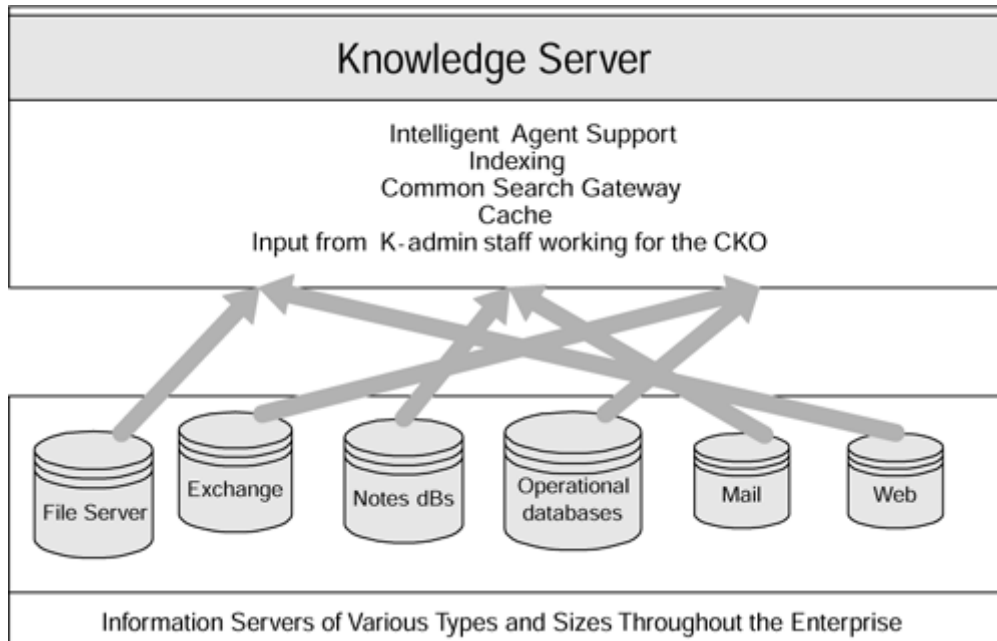 Knowledge Server
Intelligent Agent Support
Indexing
Common Search Gateway
Cache
Input from K-admin staff working for the CKO
File Server
Exchange
Notes dBs
Operational
databases
Mail
Web
Information Servers of Various Types and Sizes Throughout the Enterprise